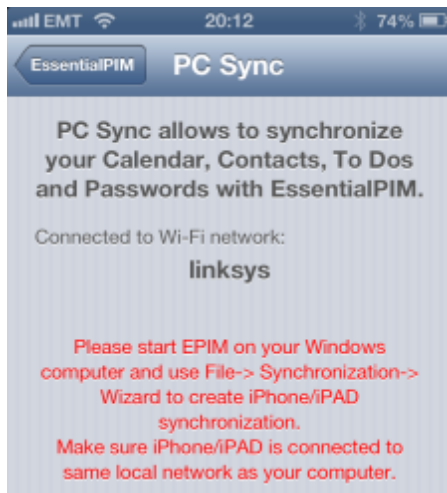 EMT 20:12 74%
EssentialPIM PC Sync
PC Sync allows to synchronize
your Calendar, Contacts, To Dos
and Passwords with EssentialPIM.
Connected to Wi-Fi network:
linksys
Please start EPIM on your Windows
computer and use File-> Synchronization->
Wizard to create iPhone/iPAD
synchronization.
Make sure iPhone/iPAD is connected to
same local network as your computer.